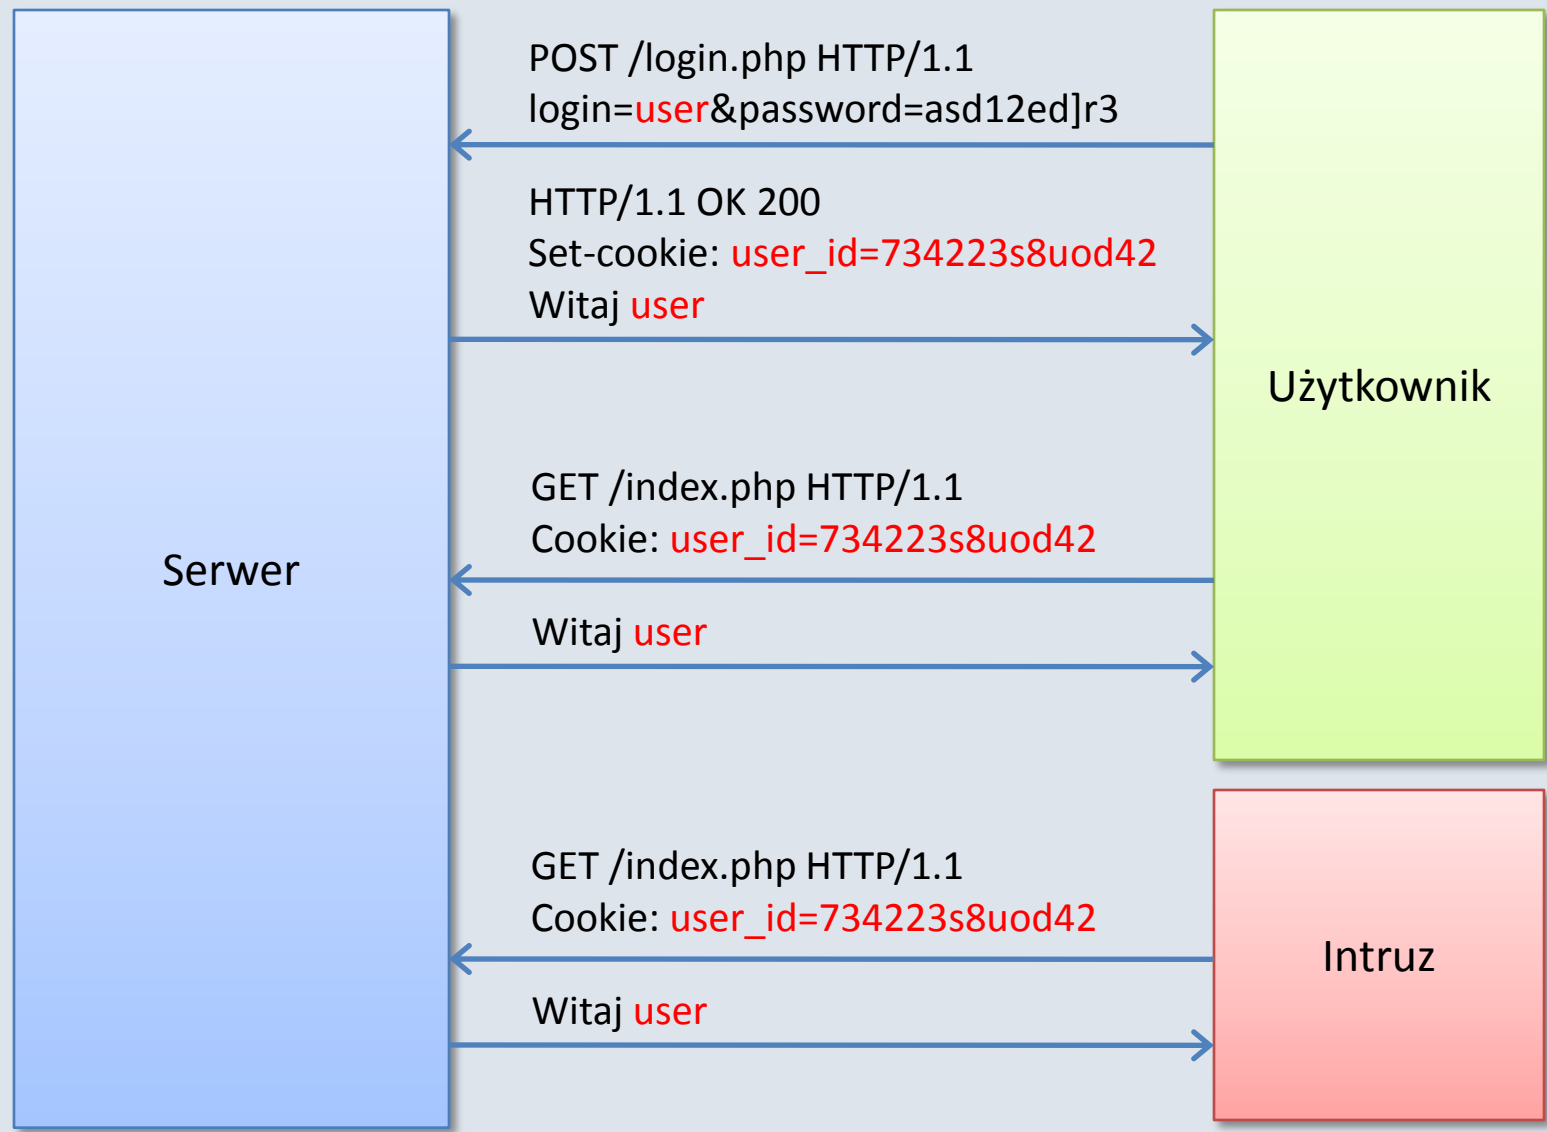 POST /login.php HTTP/1.1
login=user&password=asd12ed]r3
HTTP/1.1 OK 200
Set-cookie: user_id=734223s8uod42
Witaj user
Użytkownik
GET /index.php HTTP/1.1
Cookie: user_id=734223s8uod42
Serwer
Witaj user
GET /index.php HTTP/1.1
Cookie: user_id=734223s8uod42
Intruz
Witaj user